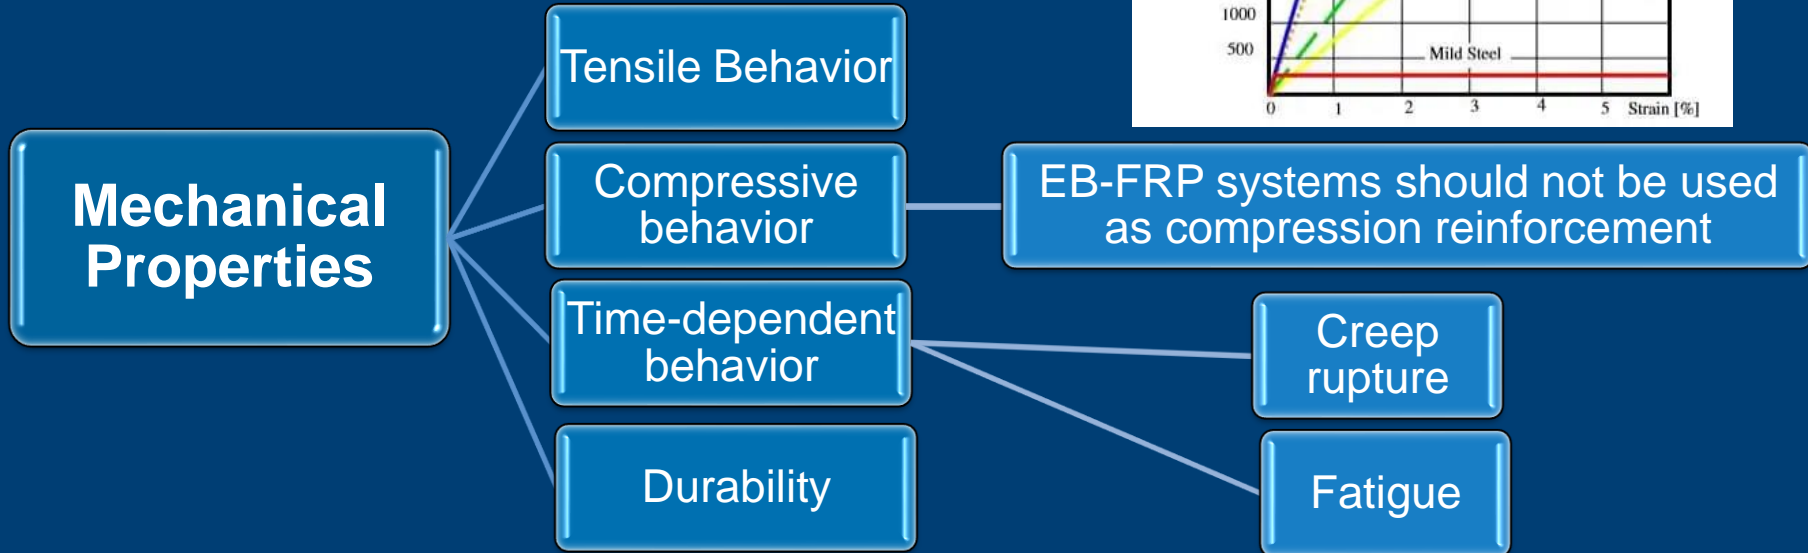 1000
500
Mild Steel
0 1 2 3 4 5 Strain [%]
Mechanical
Properties
Tensile Behavior
Compressive
behavior
EB-FRP systems should not be used
as compression reinforcement
Time-dependent
behavior
Creep
rupture
Fatigue
Durability